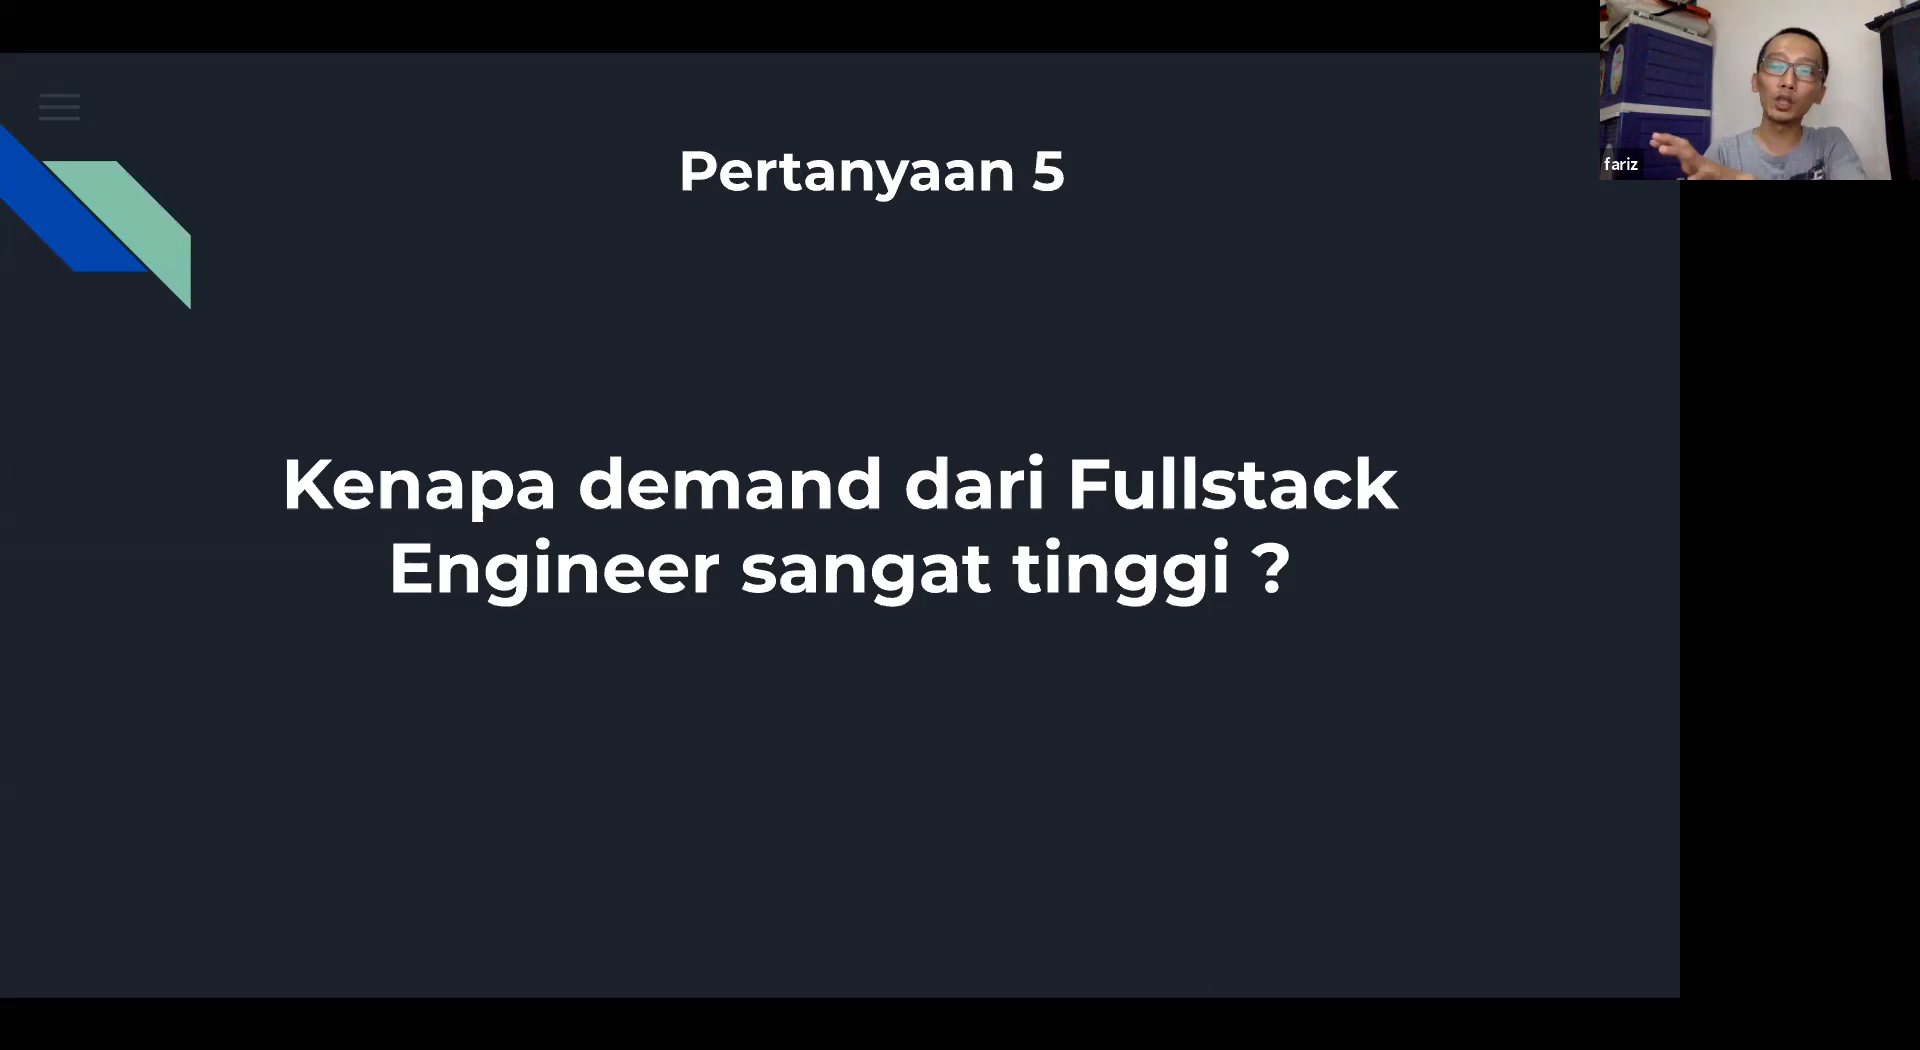 Pertanyaan 5
Kenapa demand dari Fullstack
Engineer sangat tinggi ?
fariz